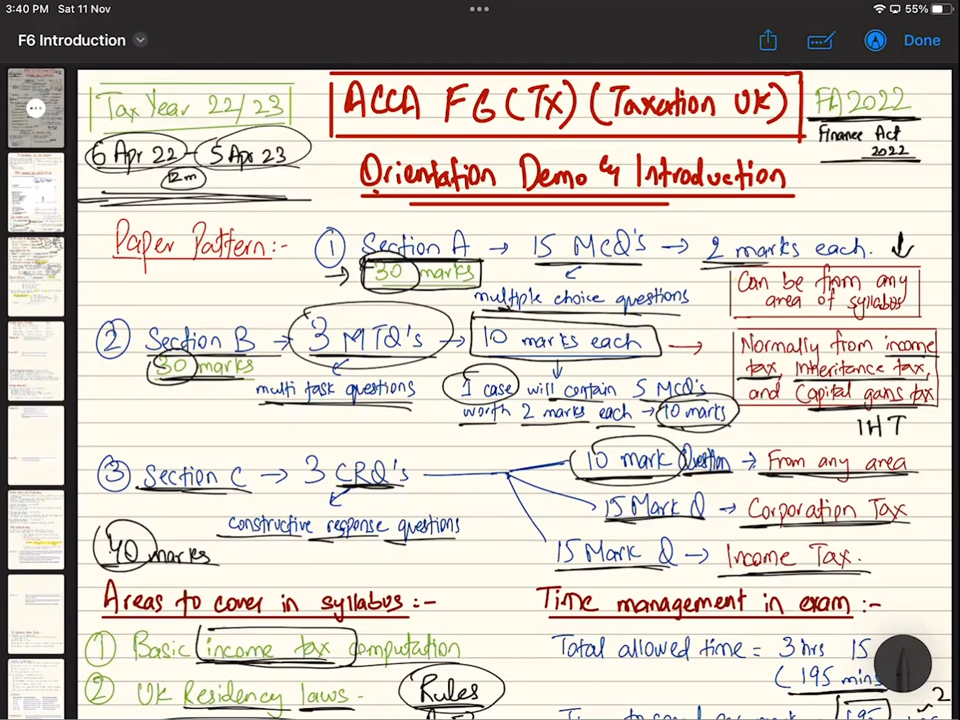 3:40 PM Sat 11 Nov
55%
F6 Introduction
Done
Tax Year 22/23
ACCA F6 (TX) (Taxation UK)
FA2022
6 Apr 22 - 5 Apr 23
Finance Act
2022
12m
Orientation Demo & Introduction
Paper Pattern:-
① Section A → 15 MCQ's → 2 marks each.
30 marks
multiple choice questions
Can be from any
area of syllabus
② Section B → 3 MTQ's → 10 marks each →
30 marks
multi task questions
1 case will contain 5 MCQ's
worth 2 marks each → 10 marks
Normally from income
tax, Inheritance tax,
and Capital gains tax
IHT
③ Section C → 3 CRQ's
10 mark Question → From any area
constructive response questions
15 Mark Q → Corporation Tax
40 marks
15 Mark Q → Income Tax.
Areas to cover in syllabus:-
Time management in exam:-
① Basic income tax computation
Total allowed time = 3 hrs 15
② UK Residency laws -
Rules
(195 mins